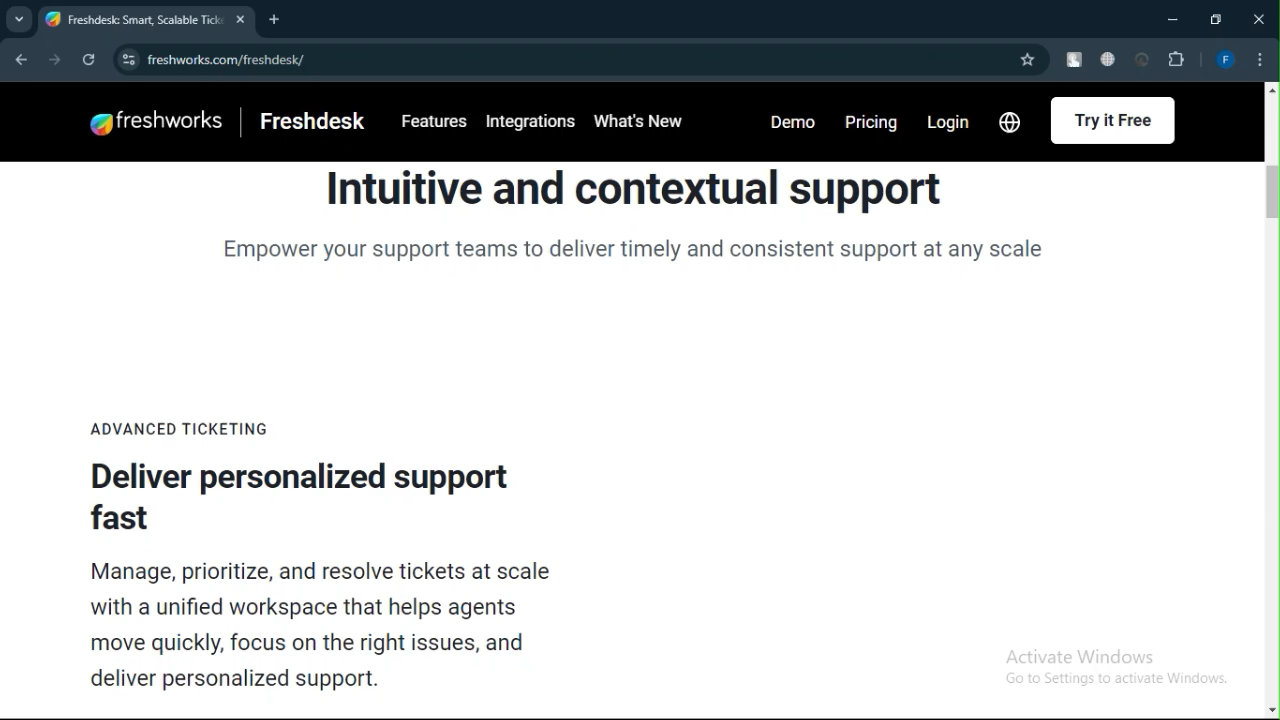 Freshdesk: Smart, Scalable Tick
freshworks.com/freshdesk/
F
freshworks
Freshdesk
Features Integrations What's New
Demo Pricing Login
Try it Free
Intuitive and contextual support
Empower your support teams to deliver timely and consistent support at any scale
ADVANCED TICKETING
Deliver personalized support
fast
Manage, prioritize, and resolve tickets at scale
with a unified workspace that helps agents
move quickly, focus on the right issues, and
deliver personalized support.
Activate Windows
Go to Settings to activate Windows.